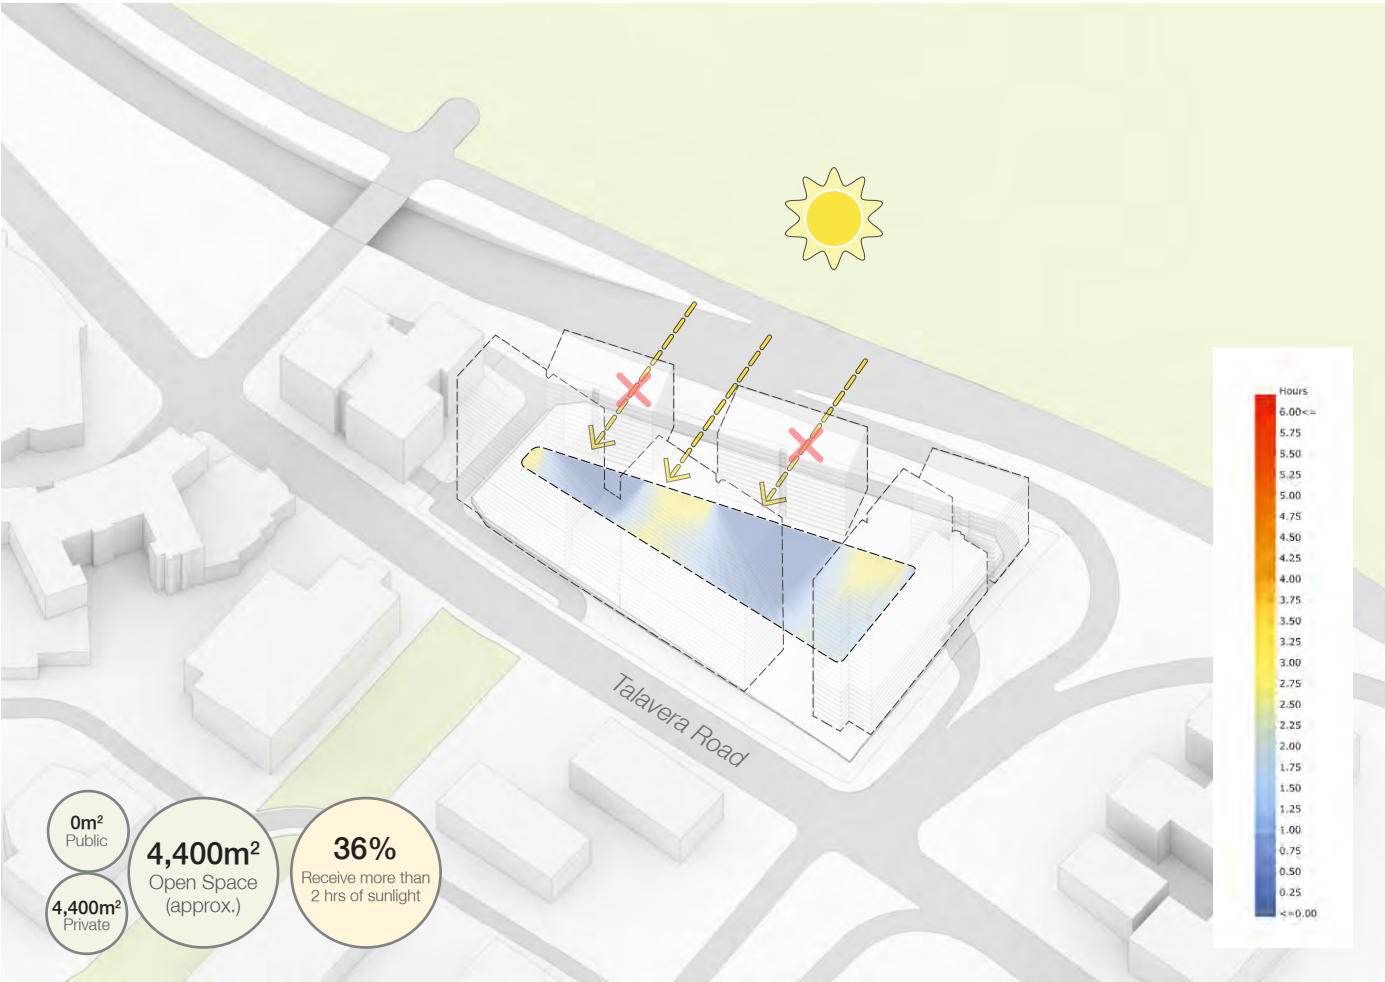 Talavera Road
0m²
Public
4,400m²
Private
4,400m²
Open Space
(approx.)
36%
Receive more than
2 hrs of sunlight
Hours
6.00<=
5.75
5.50
5.25
5.00
4.75
4.50
4.25
4.00
3.75
3.50
3.25
3.00
2.75
2.50
2.25
2.00
1.75
1.50
1.25
1.00
0.75
0.50
0.25
<=0.00